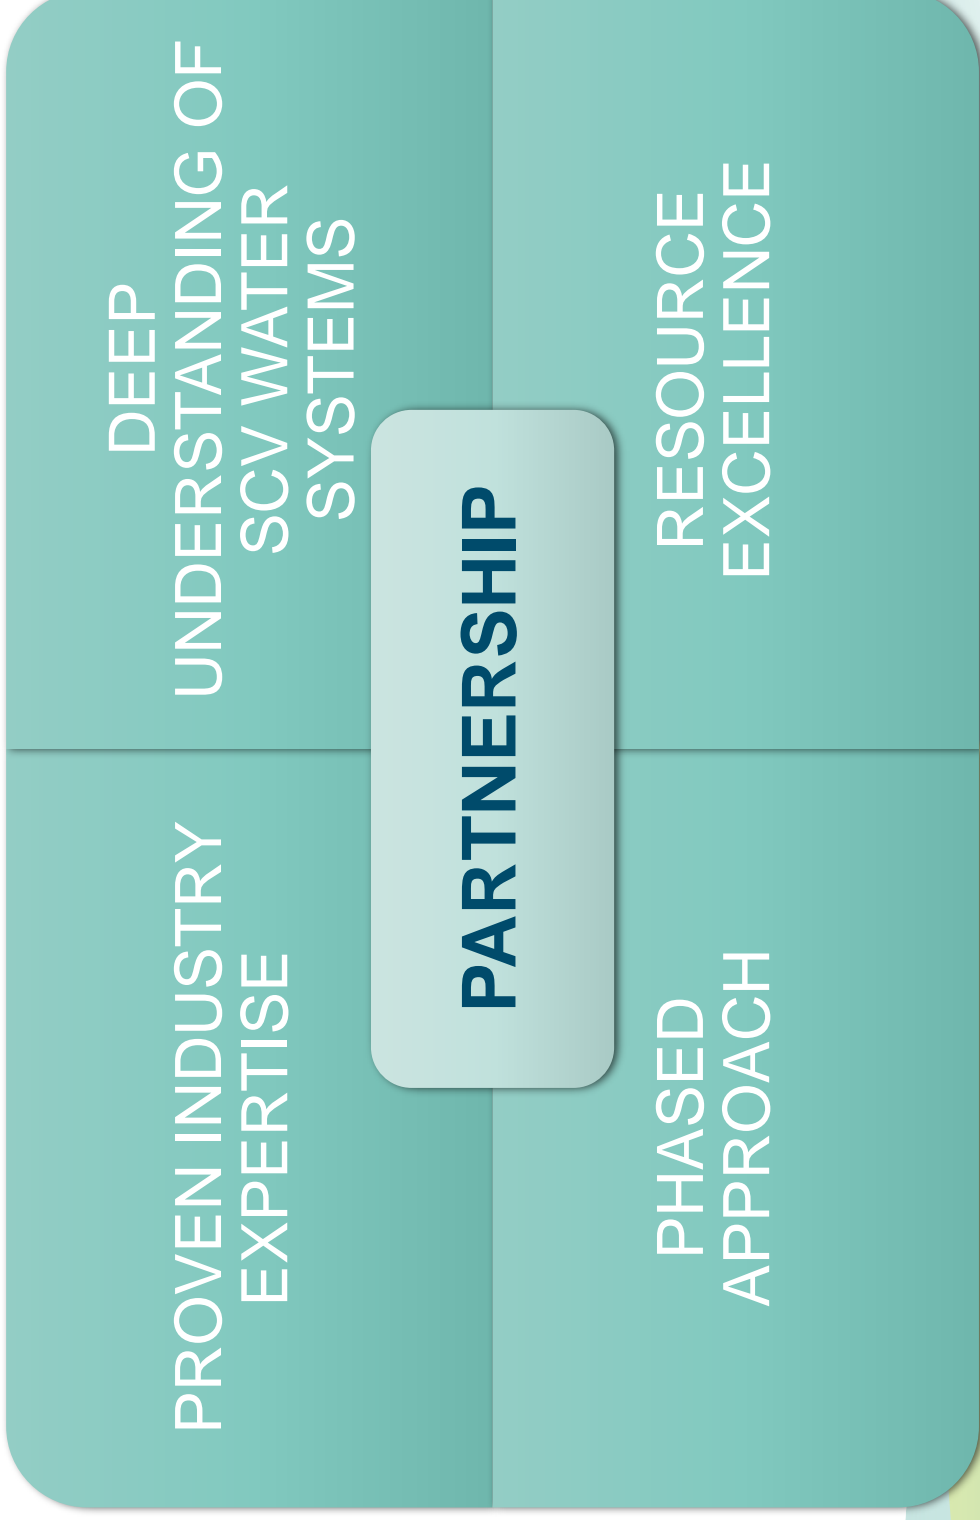 PROVEN INDUSTRY
EXPERTISE
DEEP
UNDERSTANDING OF
SCV WATER
SYSTEMS
PARTNERSHIP
PHASED
APPROACH
RESOURCE
EXCELLENCE